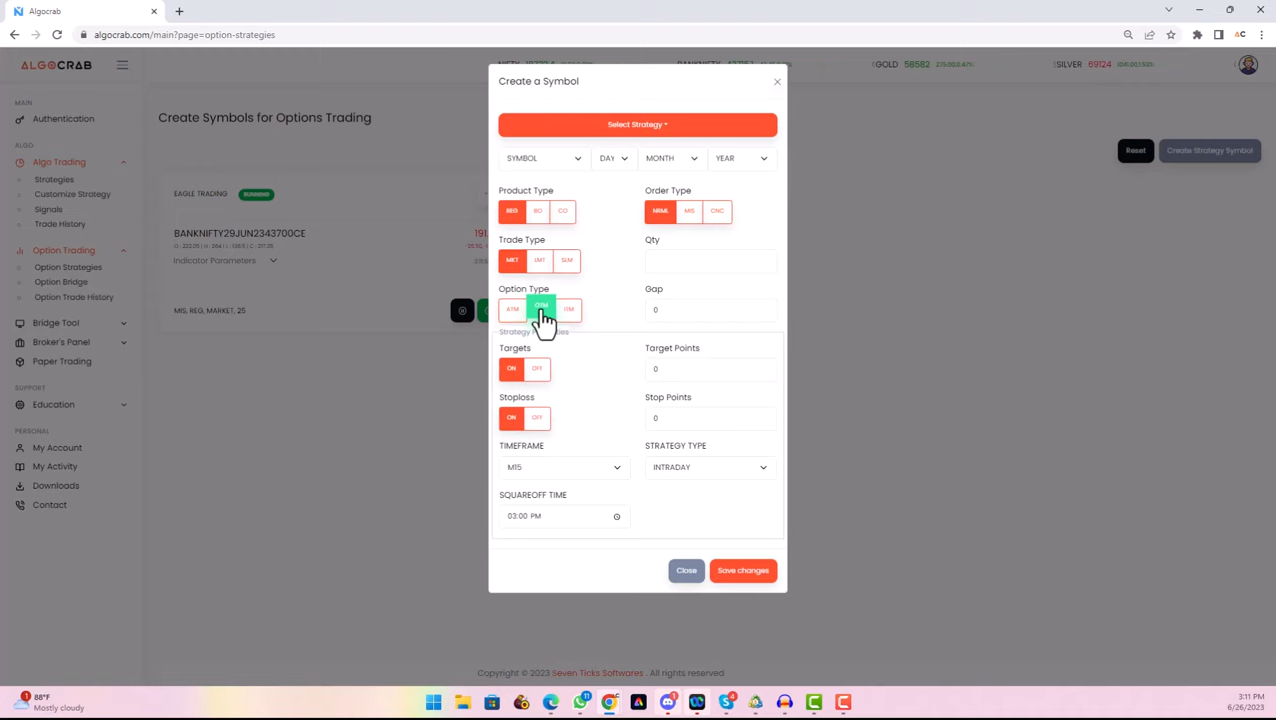 Algocrab
algocrab.com/main?page=option-strategies
ALGOCRAB
GOLD 58582
SILVER 69124
MAIN
Authentication
ALGO
Algo Trading
Strategies
Customize Strategy
Signals
Trade History
Option Trading
Option Strategies
Option Bridge
Option Trade History
Bridge Tool
Broker's Panel
Paper Trading
SUPPORT
Education
PERSONAL
My Account
My Activity
Downloads
Contact
Create Symbols for Options Trading
Reset
Create Strategy Symbol
EAGLE TRADING
RUNNING
BANKNIFTY29JUN2343700CE
191.
Indicator Parameters
MIS, REG, MARKET, 25
Create a Symbol
Select Strategy
SYMBOL
DAY
MONTH
YEAR
Product Type
Order Type
REG
BO
CO
NRML
MIS
CNC
Trade Type
Qty
MKT
LMT
SLM
Option Type
Gap
ATM
OTM
ITM
0
Targets
Target Points
ON
OFF
0
Stoploss
Stop Points
ON
OFF
0
TIMEFRAME
STRATEGY TYPE
M15
INTRADAY
SQUAREOFF TIME
03:00 PM
Close
Save changes
Copyright © 2023 Seven Ticks Softwares . All rights reserved
88°F
Mostly cloudy
3:11 PM
6/26/2023